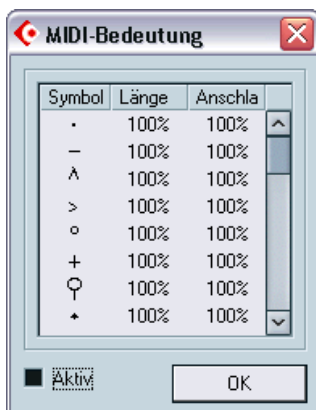 MIDI-Bedeutung
Symbol Länge Anschla
. 100% 100%
– 100% 100%
^ 100% 100%
> 100% 100%
o 100% 100%
+ 100% 100%
100% 100%
100% 100%
Aktiv OK